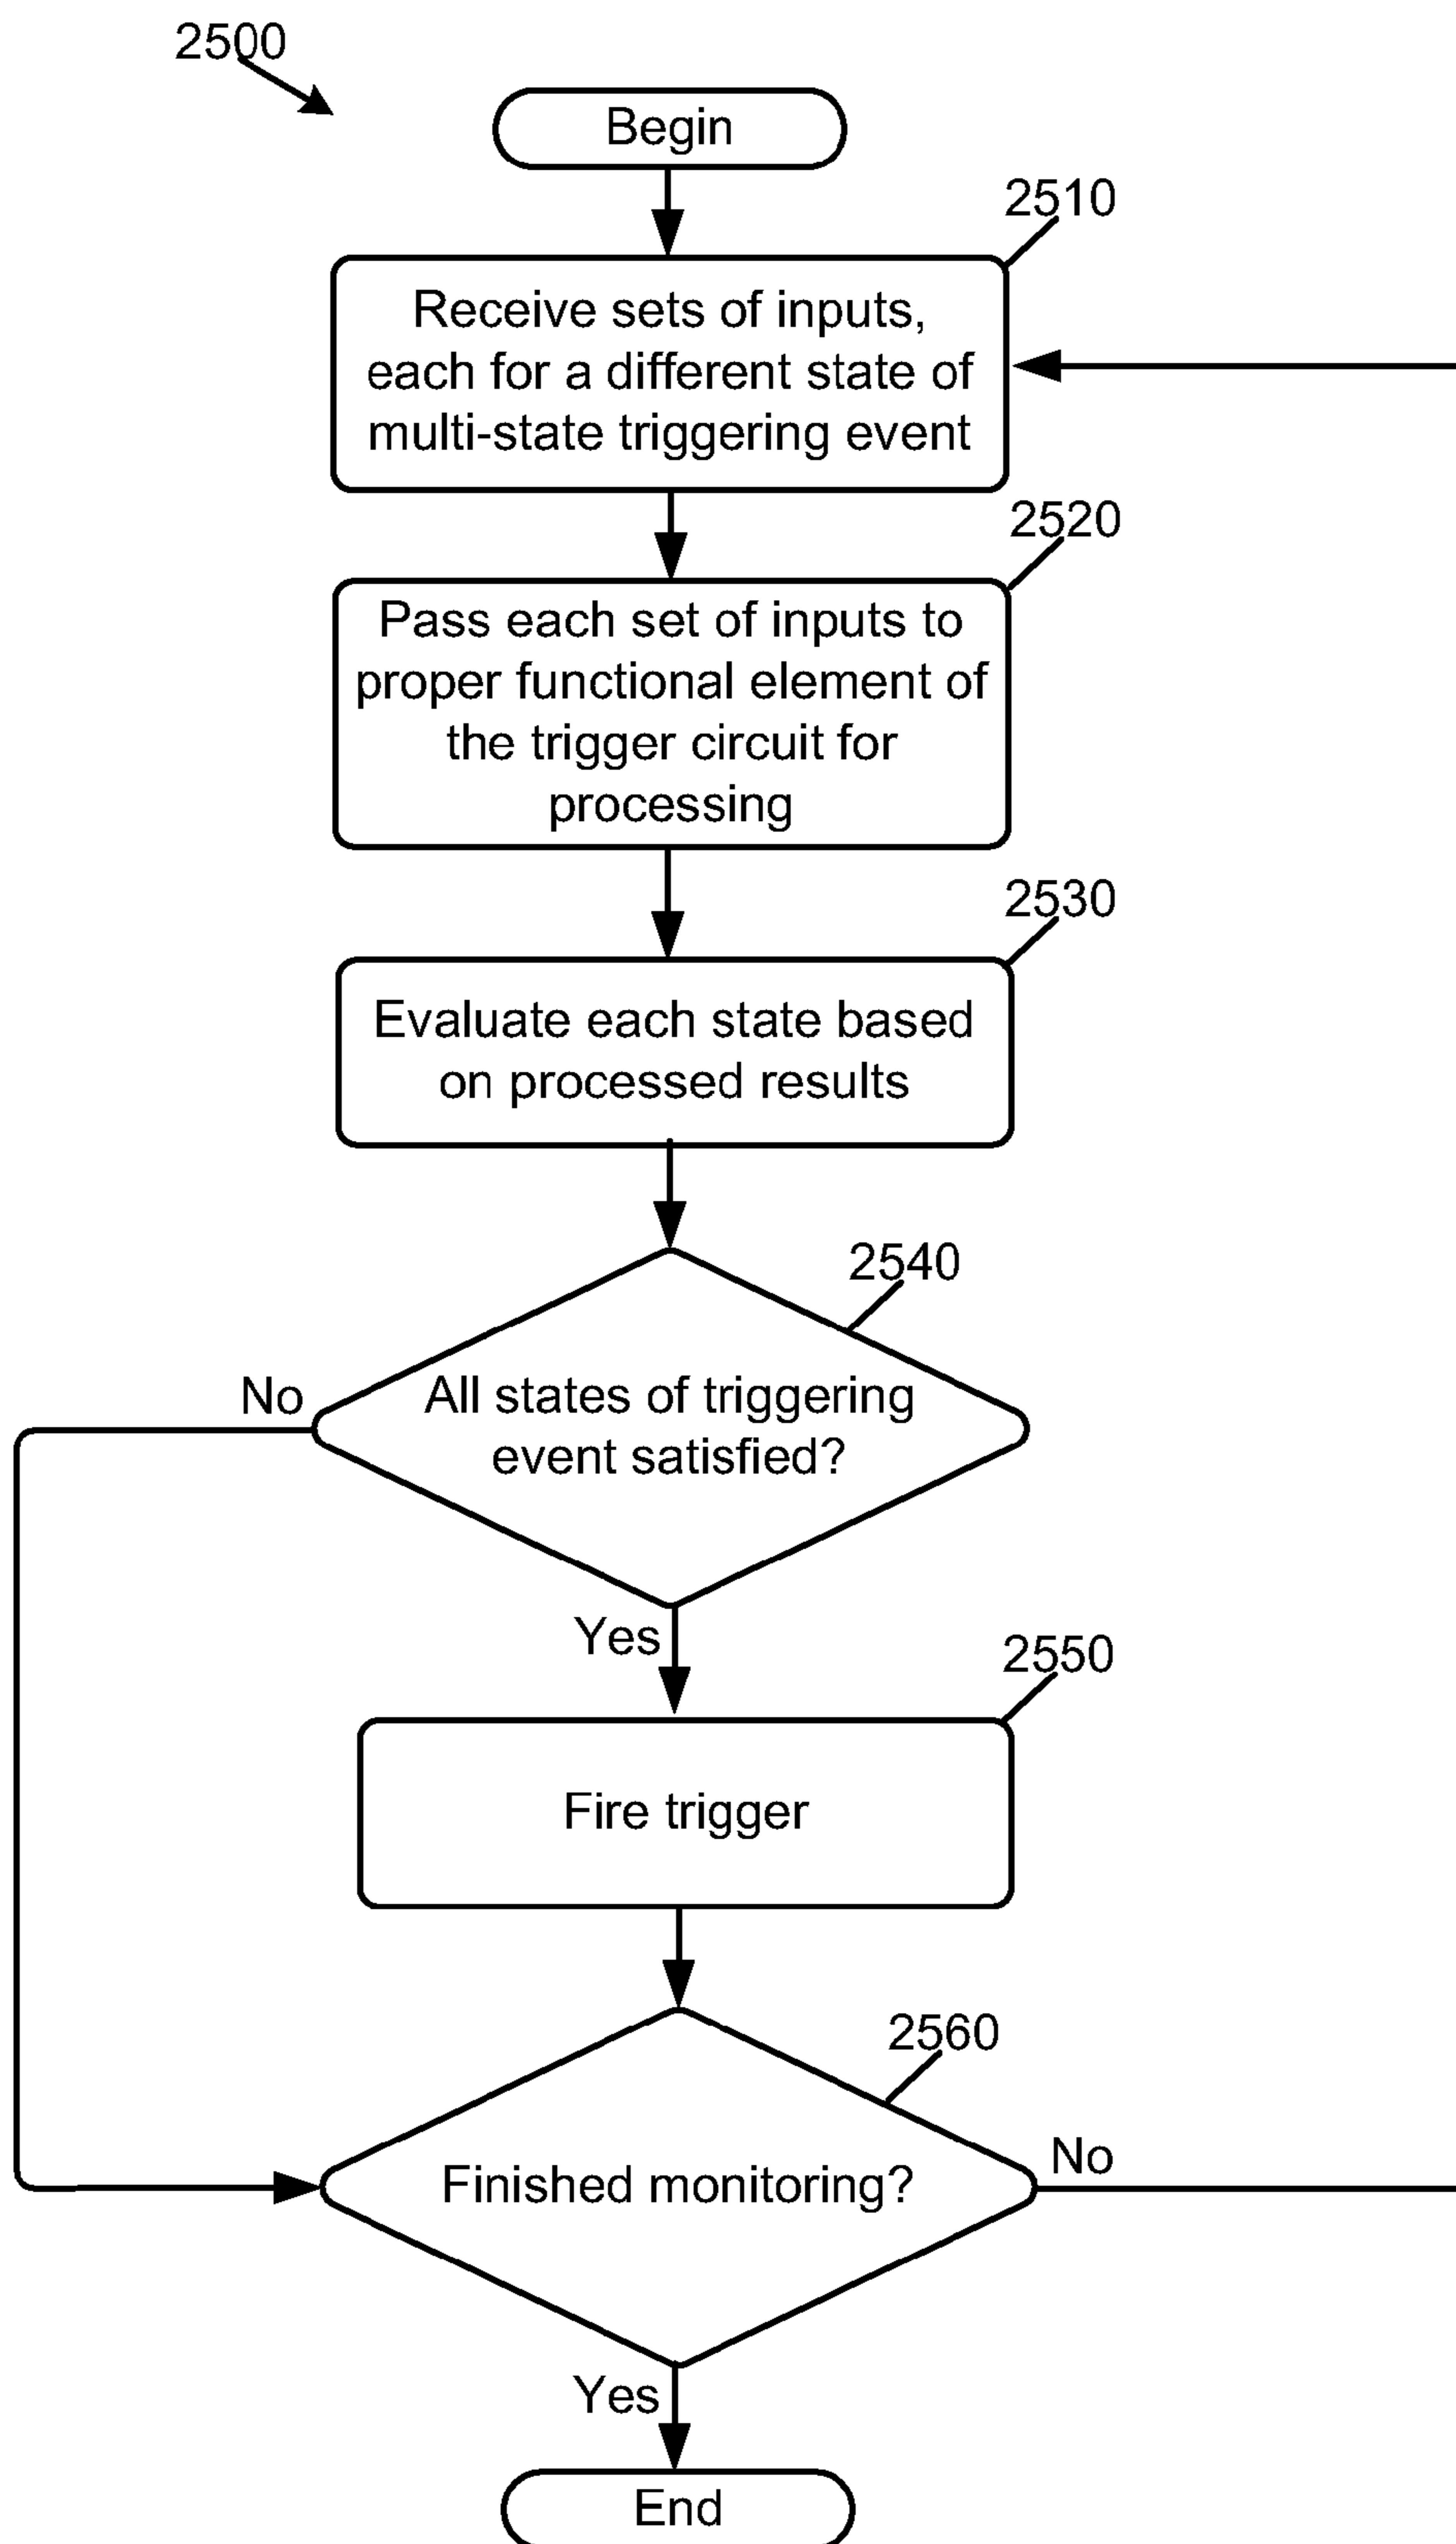 2500
Begin
2510
Receive sets of inputs,
each for a different state of
multi-state triggering event
2520
Pass each set of inputs to
proper functional element of
the trigger circuit for
processing
2530
Evaluate each state based
on processed results
2540
No
All states of triggering
event satisfied?
Yes
2550
Fire trigger
2560
No
Finished monitoring?
Yes
End